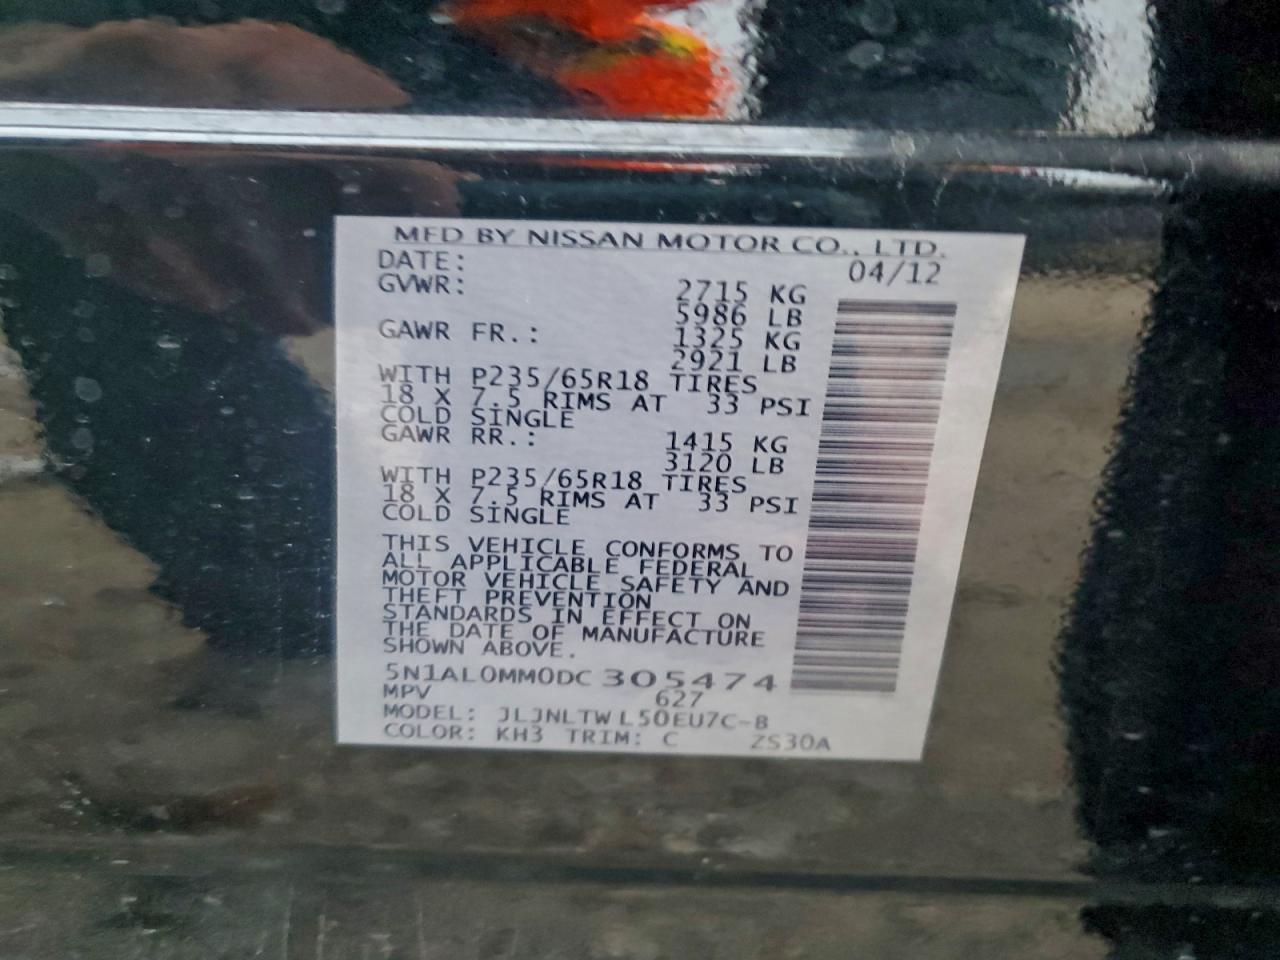 MFD BY NISSAN MOTOR CO., LTD.
DATE: 04/12
GVWR: 2715 KG
5986 LB
GAWR FR.: 1325 KG
2921 LB
WITH P235/65R18 TIRES
18 X 7.5 RIMS AT 33 PSI
COLD SINGLE
GAWR RR.: 1415 KG
3120 LB
WITH P235/65R18 TIRES
18 X 7.5 RIMS AT 33 PSI
COLD SINGLE
THIS VEHICLE CONFORMS TO
ALL APPLICABLE FEDERAL
MOTOR VEHICLE SAFETY AND
THEFT PREVENTION
STANDARDS IN EFFECT ON
THE DATE OF MANUFACTURE
SHOWN ABOVE.
5N1AL0MM0DC305474
MPV 627
MODEL: JLJNLTWL50EU7C-B
COLOR: KH3 TRIM: C ZS30A